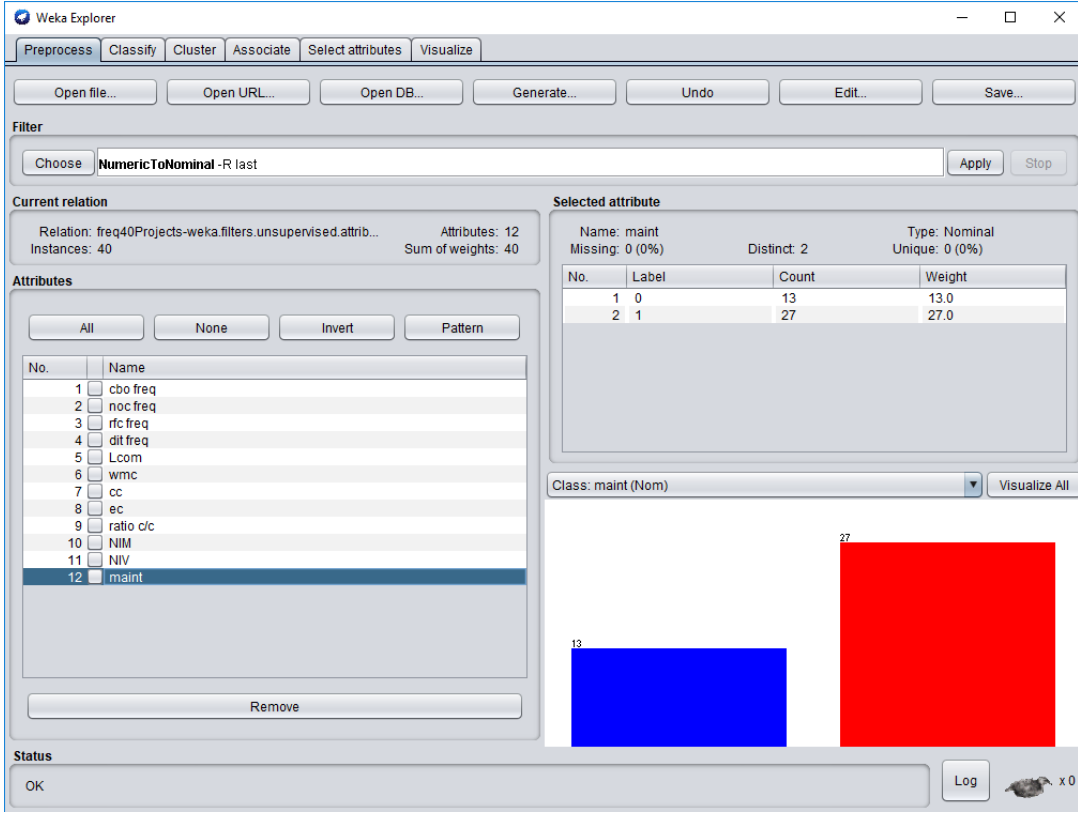 Weka Explorer
Preprocess Classify Cluster Associate Select attributes Visualize
Open file... Open URL... Open DB... Generate... Undo Edit... Save...
Filter
Choose NumericToNominal -R last Apply Stop
Current relation
Relation: freq40Projects-weka.filters.unsupervised.attrib... Attributes: 12
Instances: 40 Sum of weights: 40
Attributes
All None Invert Pattern
No. Name
1 cbo freq
2 noc freq
3 rfc freq
4 dit freq
5 Lcom
6 wmc
7 cc
8 ec
9 ratio c/c
10 NIM
11 NIV
12 maint
Remove
Selected attribute
Name: maint Type: Nominal
Missing: 0 (0%) Distinct: 2 Unique: 0 (0%)
No. Label Count Weight
1 0 13 13.0
2 1 27 27.0
Class: maint (Nom) Visualize All
27
13
Status
OK Log x 0